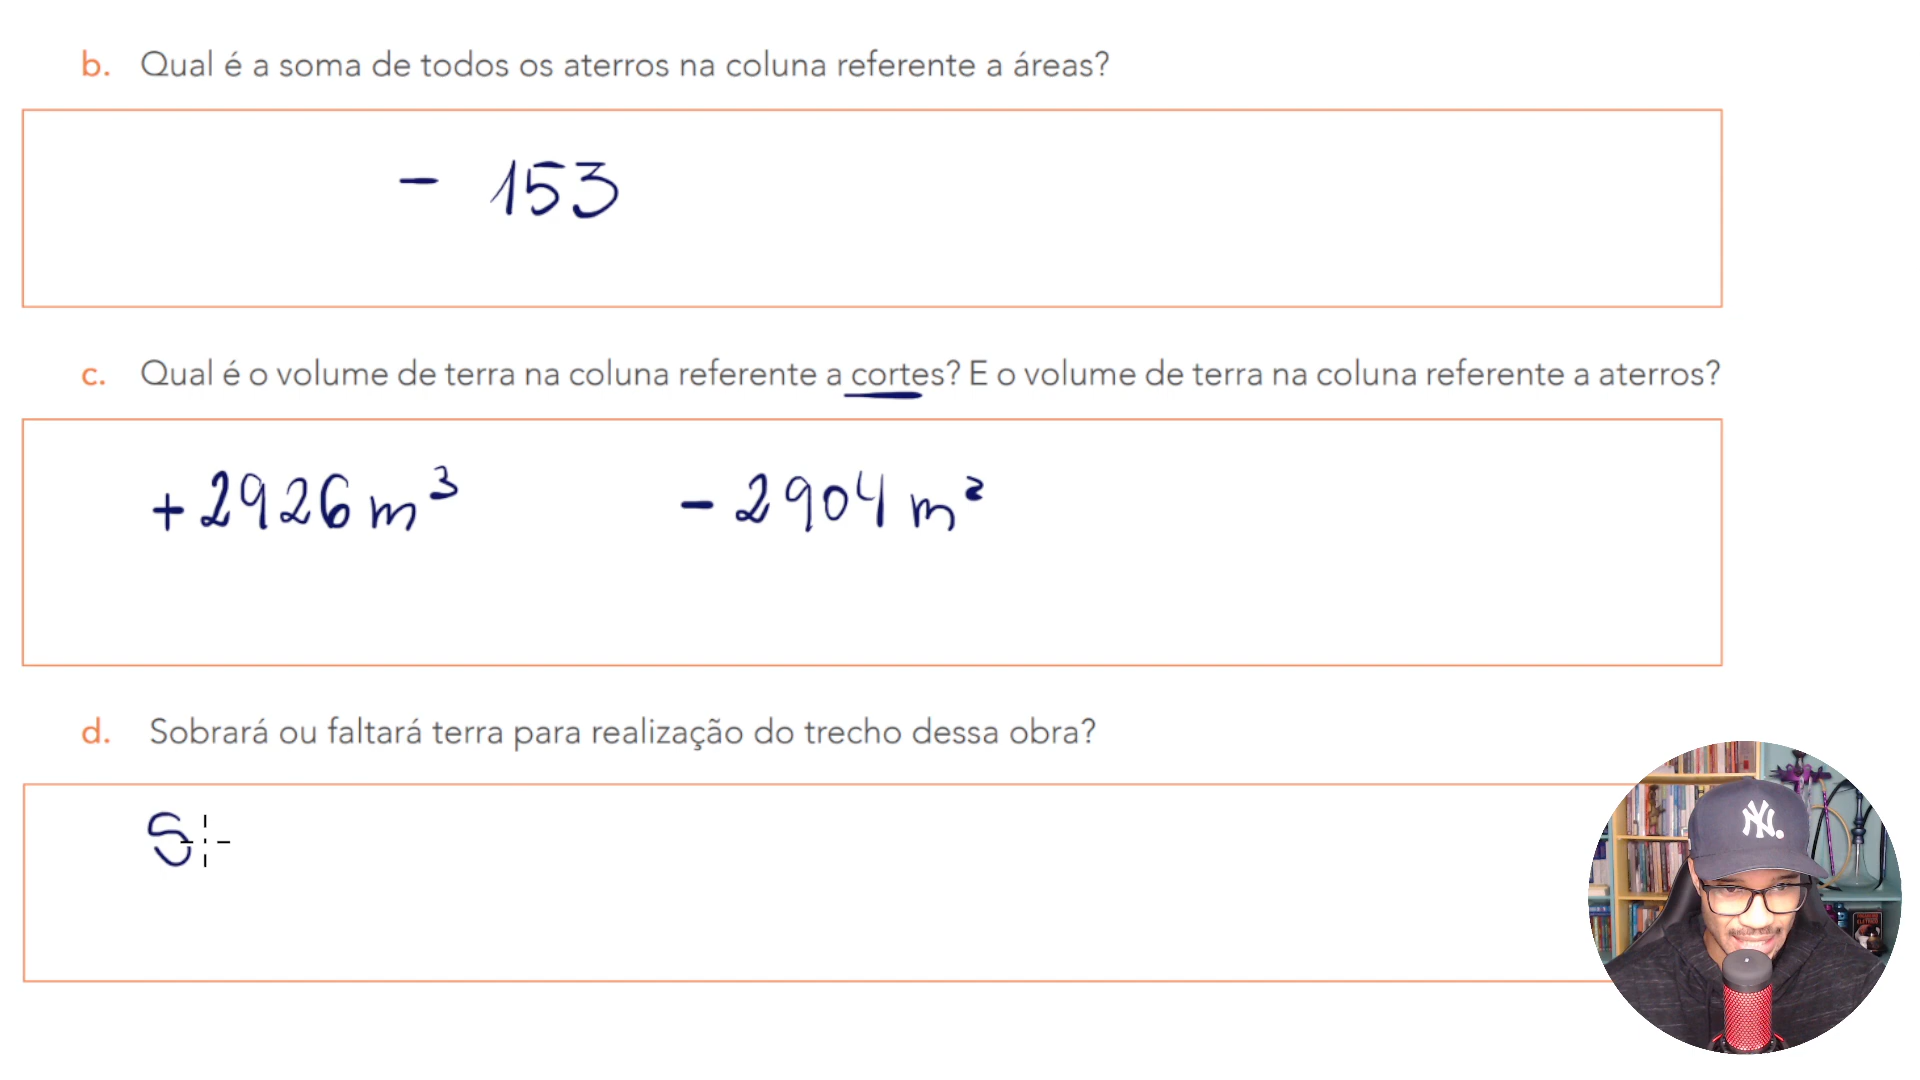 b. Qual é a soma de todos os aterros na coluna referente a áreas?
- 153
c. Qual é o volume de terra na coluna referente a cortes? E o volume de terra na coluna referente a aterros?
+2926 m³ - 2904 m²
d. Sobrará ou faltará terra para realização do trecho dessa obra?
S
NY